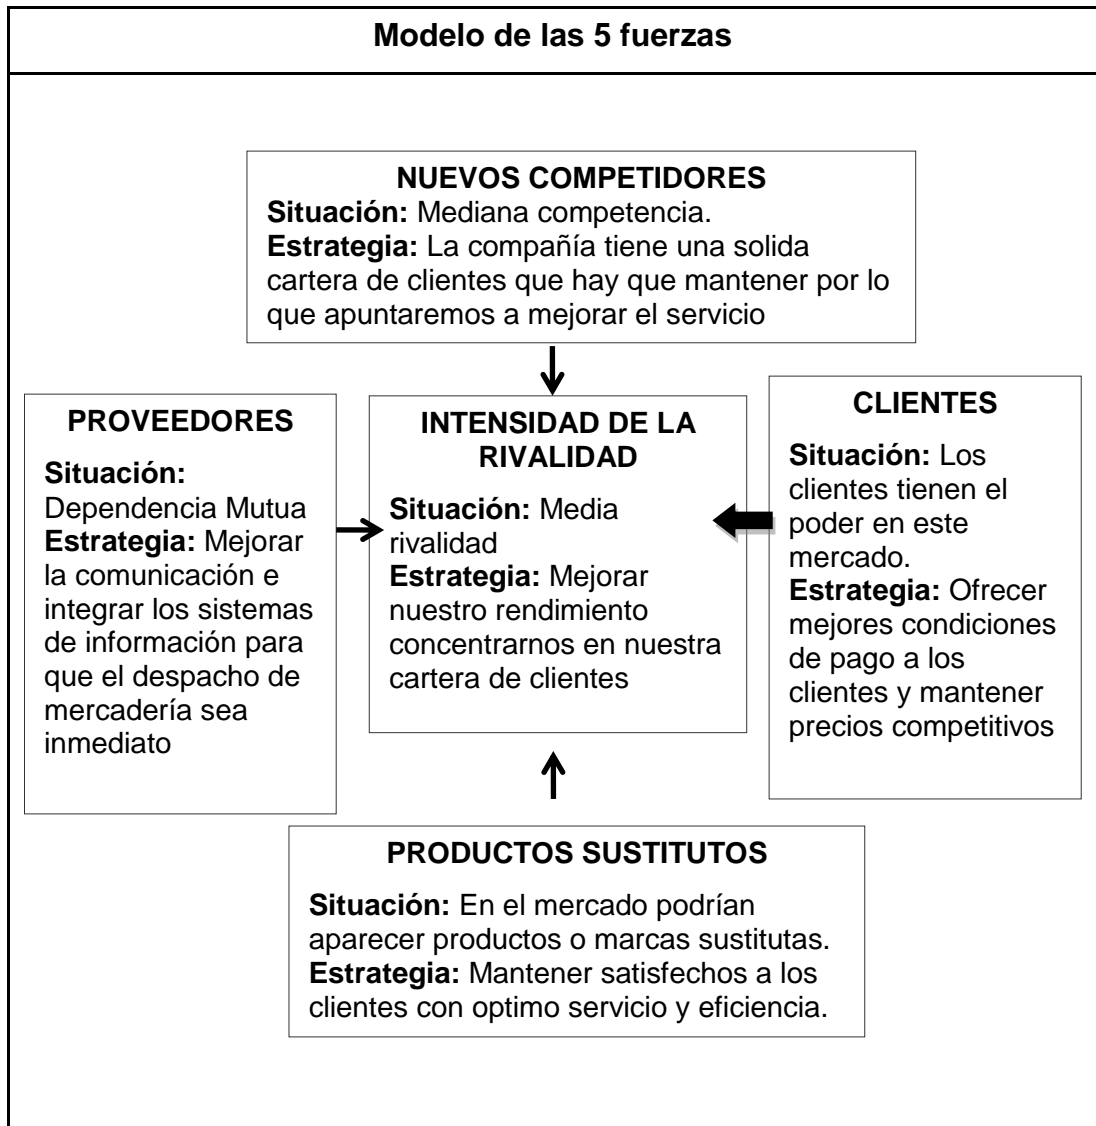 Modelo de las 5 fuerzas
NUEVOS COMPETIDORES
Situación: Mediana competencia.
Estrategia: La compañía tiene una solida
cartera de clientes que hay que mantener por lo
que apuntaremos a mejorar el servicio
PROVEEDORES
Situación:
Dependencia Mutua
Estrategia: Mejorar
la comunicación e
integrar los sistemas
de información para
que el despacho de
mercadería sea
inmediato
INTENSIDAD DE LA
RIVALIDAD
Situación: Media
rivalidad
Estrategia: Mejorar
nuestro rendimiento
concentrarnos en nuestra
cartera de clientes
CLIENTES
Situación: Los
clientes tienen el
poder en este
mercado.
Estrategia: Ofrecer
mejores condiciones
de pago a los
clientes y mantener
precios competitivos
PRODUCTOS SUSTITUTOS
Situación: En el mercado podrían
aparecer productos o marcas sustitutas.
Estrategia: Mantener satisfechos a los
clientes con optimo servicio y eficiencia.